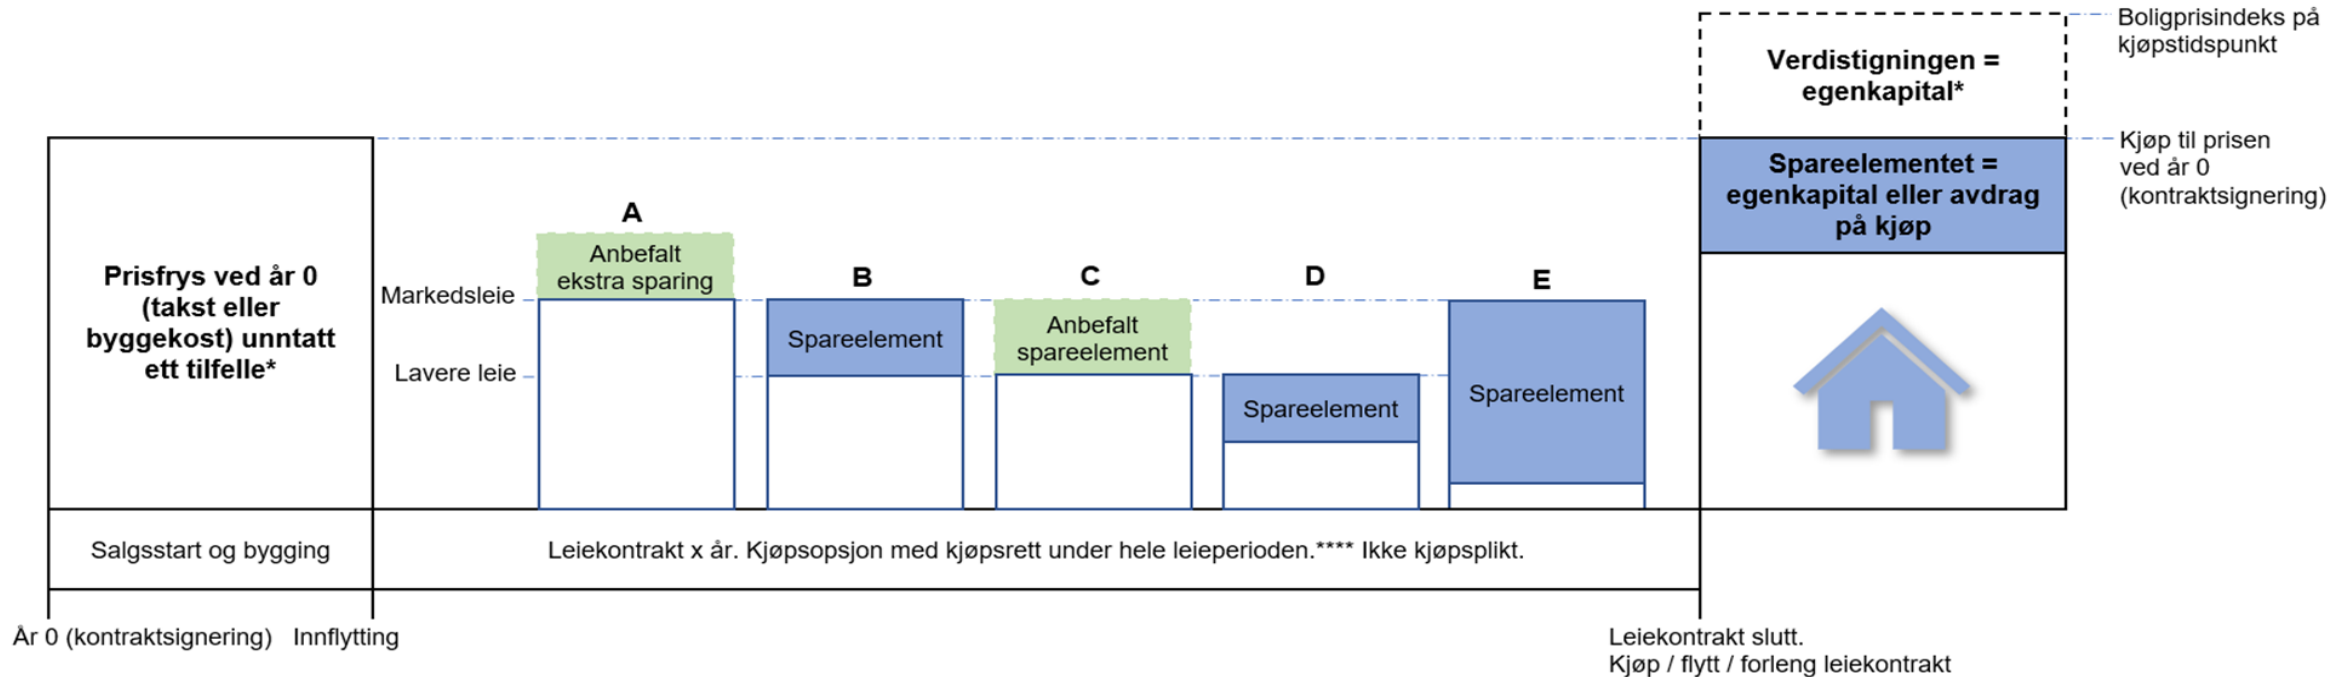 Boligprisindeks på
kjøpstidspunkt
Verdistigningen =
egenkapital*
Kjøp til prisen
ved år 0
(kontraktsignering)
Spareelementet =
egenkapital eller avdrag
på kjøp
Prisfrys ved år 0
(takst eller
byggekost) unntatt
ett tilfelle*
Markedsleie
Lavere leie
A
Anbefalt
ekstra sparing
B
Spareelement
C
Anbefalt
spareelement
D
Spareelement
E
Spareelement
Salgsstart og bygging
Leiekontrakt x år. Kjøpsopsjon med kjøpsrett under hele leieperioden.**** Ikke kjøpsplikt.
År 0 (kontraktsignering)
Innflytting
Leiekontrakt slutt.
Kjøp / flytt / forleng leiekontrakt